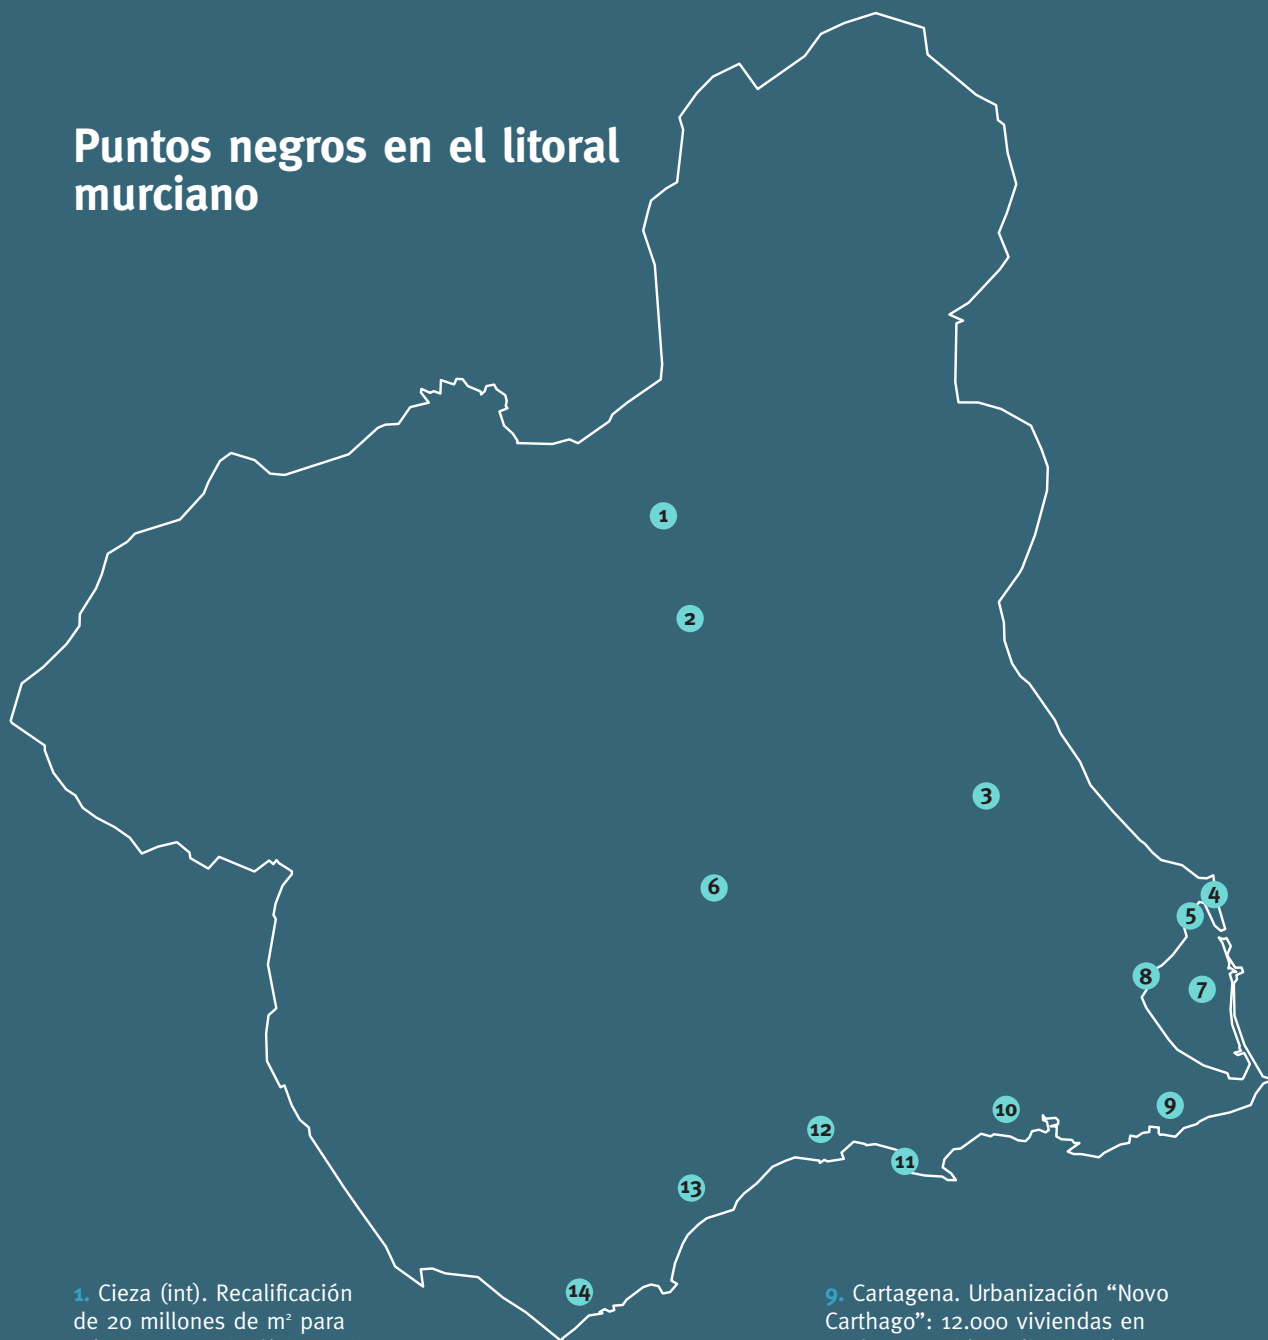 Puntos negros en el litoral
murciano
1
2
3
4
5
6
7
8
9
10
11
12
13
14
1. Cieza (int). Recalificación
de 20 millones de m² para
9. Cartagena. Urbanización “Novo
Carthago”: 12.000 viviendas en